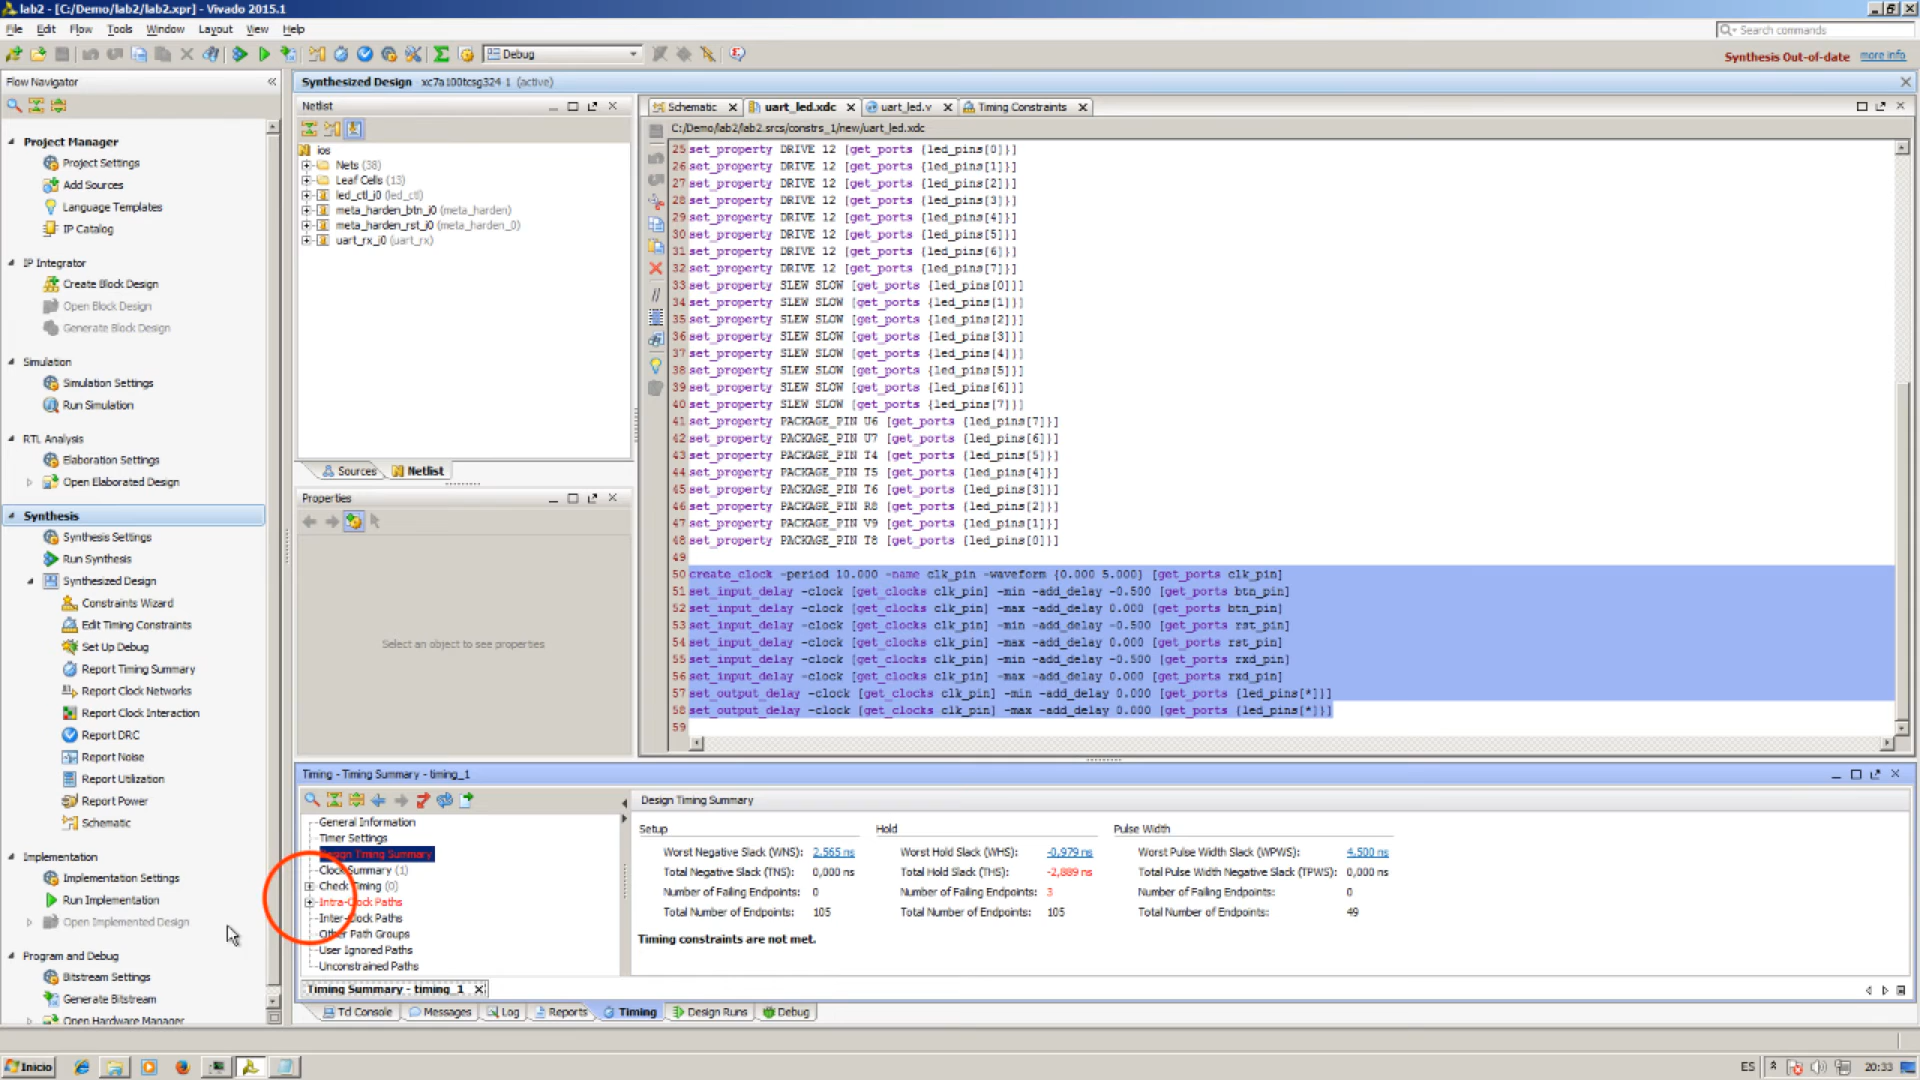 lab2 - [C:/Demo/lab2/lab2.xpr] - Vivado 2015.1
File Edit Flow Tools Window Layout View Help
Search commands
Debug
Synthesis Out-of-date more info
Flow Navigator
Project Manager
Project Settings
Add Sources
Language Templates
IP Catalog
IP Integrator
Create Block Design
Open Block Design
Generate Block Design
Simulation
Simulation Settings
Run Simulation
RTL Analysis
Elaboration Settings
Open Elaborated Design
Synthesis
Synthesis Settings
Run Synthesis
Synthesized Design
Constraints Wizard
Edit Timing Constraints
Set Up Debug
Report Timing Summary
Report Clock Networks
Report Clock Interaction
Report DRC
Report Noise
Report Utilization
Report Power
Schematic
Implementation
Implementation Settings
Run Implementation
Open Implemented Design
Program and Debug
Bitstream Settings
Generate Bitstream
Open Hardware Manager
Synthesized Design - xc7a100tcsg324-1 (active)
Netlist
ios
Nets (38)
Leaf Cells (13)
led_ctl_i0 (led_ctl)
meta_harden_btn_i0 (meta_harden)
meta_harden_rst_i0 (meta_harden_0)
uart_rx_i0 (uart_rx)
Sources Netlist
Properties
Select an object to see properties
Schematic uart_led.xdc uart_led.v Timing Constraints
C:/Demo/lab2/lab2.srcs/constrs_1/new/uart_led.xdc
25 set_property DRIVE 12 [get_ports {led_pins[0]}]
26 set_property DRIVE 12 [get_ports {led_pins[1]}]
27 set_property DRIVE 12 [get_ports {led_pins[2]}]
28 set_property DRIVE 12 [get_ports {led_pins[3]}]
29 set_property DRIVE 12 [get_ports {led_pins[4]}]
30 set_property DRIVE 12 [get_ports {led_pins[5]}]
31 set_property DRIVE 12 [get_ports {led_pins[6]}]
32 set_property DRIVE 12 [get_ports {led_pins[7]}]
33 set_property SLEW SLOW [get_ports {led_pins[0]}]
34 set_property SLEW SLOW [get_ports {led_pins[1]}]
35 set_property SLEW SLOW [get_ports {led_pins[2]}]
36 set_property SLEW SLOW [get_ports {led_pins[3]}]
37 set_property SLEW SLOW [get_ports {led_pins[4]}]
38 set_property SLEW SLOW [get_ports {led_pins[5]}]
39 set_property SLEW SLOW [get_ports {led_pins[6]}]
40 set_property SLEW SLOW [get_ports {led_pins[7]}]
41 set_property PACKAGE_PIN U6 [get_ports {led_pins[7]}]
42 set_property PACKAGE_PIN U7 [get_ports {led_pins[6]}]
43 set_property PACKAGE_PIN T4 [get_ports {led_pins[5]}]
44 set_property PACKAGE_PIN T5 [get_ports {led_pins[4]}]
45 set_property PACKAGE_PIN T6 [get_ports {led_pins[3]}]
46 set_property PACKAGE_PIN R8 [get_ports {led_pins[2]}]
47 set_property PACKAGE_PIN V9 [get_ports {led_pins[1]}]
48 set_property PACKAGE_PIN T8 [get_ports {led_pins[0]}]
49
50 create_clock -period 10.000 -name clk_pin -waveform {0.000 5.000} [get_ports clk_pin]
51 set_input_delay -clock [get_clocks clk_pin] -min -add_delay -0.500 [get_ports btn_pin]
52 set_input_delay -clock [get_clocks clk_pin] -max -add_delay 0.000 [get_ports btn_pin]
53 set_input_delay -clock [get_clocks clk_pin] -min -add_delay -0.500 [get_ports rst_pin]
54 set_input_delay -clock [get_clocks clk_pin] -max -add_delay 0.000 [get_ports rst_pin]
55 set_input_delay -clock [get_clocks clk_pin] -min -add_delay -0.500 [get_ports rxd_pin]
56 set_input_delay -clock [get_clocks clk_pin] -max -add_delay 0.000 [get_ports rxd_pin]
57 set_output_delay -clock [get_clocks clk_pin] -min -add_delay 0.000 [get_ports {led_pins[*]}]
58 set_output_delay -clock [get_clocks clk_pin] -max -add_delay 0.000 [get_ports {led_pins[*]}]
59
Timing - Timing Summary - timing_1
General Information
Timer Settings
Design Timing Summary
Clock Summary (1)
Check Timing (0)
Intra-Clock Paths
Inter-Clock Paths
Other Path Groups
User Ignored Paths
Unconstrained Paths
Timing Summary - timing_1
Design Timing Summary
Setup Hold Pulse Width
Worst Negative Slack (WNS): 2.565 ns Worst Hold Slack (WHS): -0,979 ns Worst Pulse Width Slack (WPWS): 4.500 ns
Total Negative Slack (TNS): 0,000 ns Total Hold Slack (THS): -2,889 ns Total Pulse Width Negative Slack (TPWS): 0,000 ns
Number of Failing Endpoints: 0 Number of Failing Endpoints: 3 Number of Failing Endpoints: 0
Total Number of Endpoints: 105 Total Number of Endpoints: 105 Total Number of Endpoints: 49
Timing constraints are not met.
Tcl Console Messages Log Reports Timing Design Runs Debug
Inicio ES 20:33